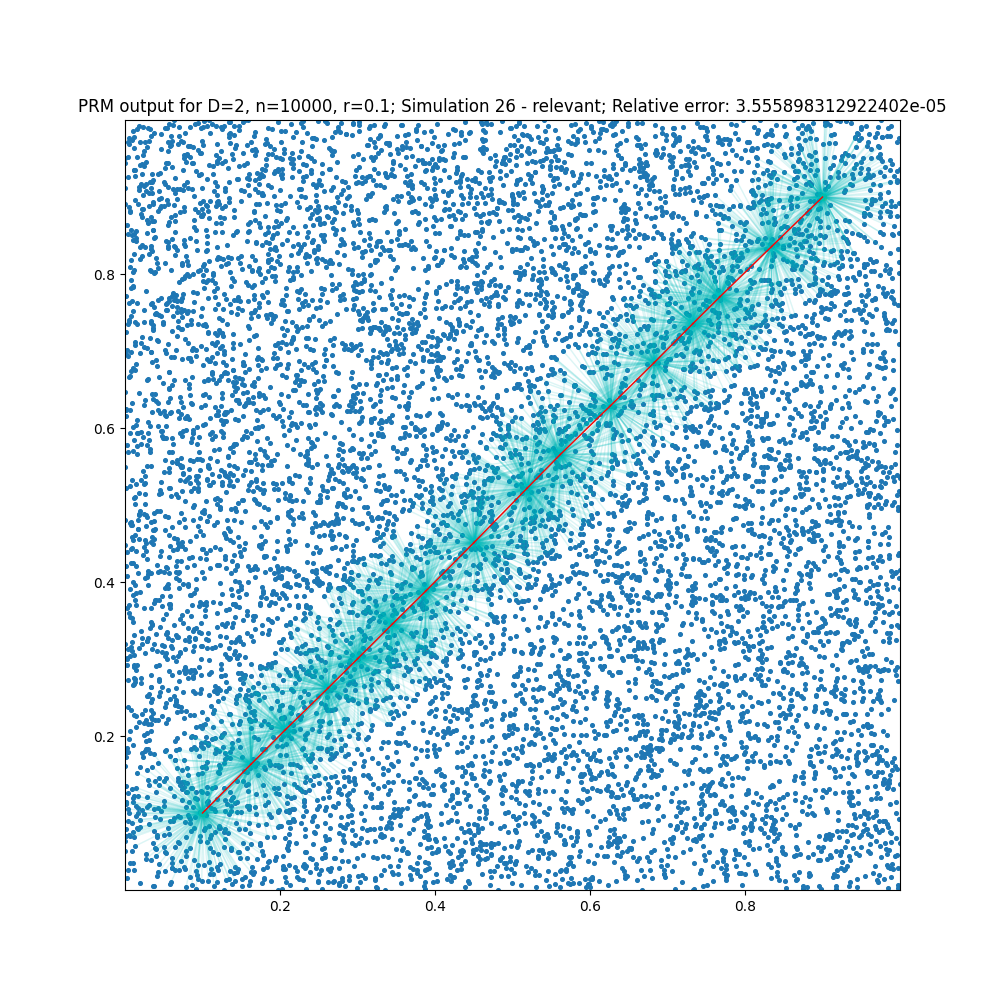 PRM output for D=2, n=10000, r=0.1; Simulation 26 - relevant; Relative error: 3.555898312922402e-05
0.8
0.6
0.4
0.2
0.2 0.4 0.6 0.8